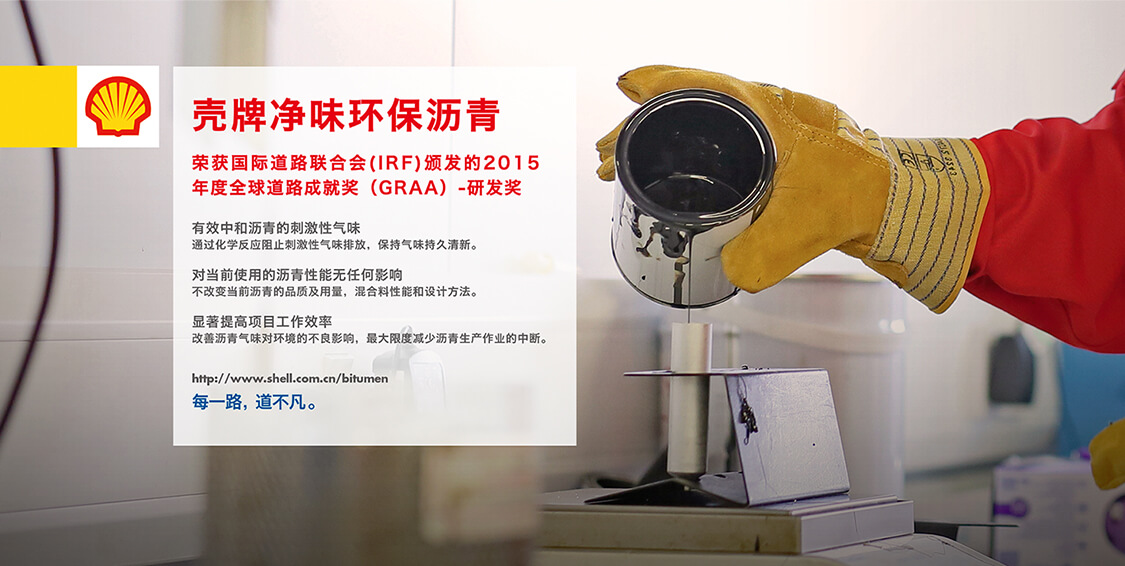 壳牌净味环保沥青
荣获国际道路联合会(IRF)颁发的2015
年度全球道路成就奖（GRAA）-研发奖
有效中和沥青的刺激性气味
通过化学反应阻止刺激性气味排放，保持气味持久清新。
对当前使用的沥青性能无任何影响
不改变当前沥青的品质及用量，混合料性能和设计方法。
显著提高项目工作效率
改善沥青气味对环境的不良影响，最大限度减少沥青生产作业的中断。
http://www.shell.com.cn/bitumen
每一路，道不凡。